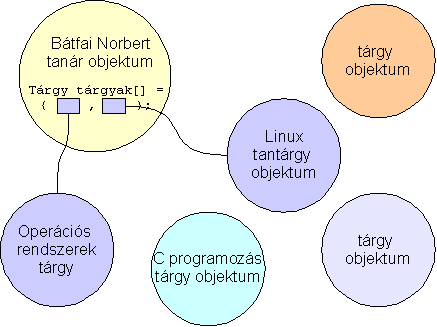 Bátfai Norbert
tanár objektum
Tárgy tárgyak[] =
{ , };
tárgy
objektum
Linux
tantárgy
objektum
Operációs
rendszerek
tárgy
C programozás
tárgy objektum
tárgy
objektum